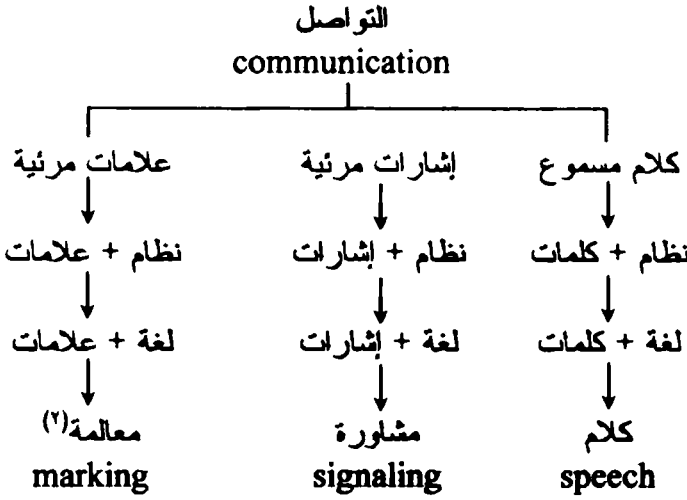 التواصل
communication
كلام مسموع إشارات مرئية علامات مرئية
نظام + كلمات نظام + إشارات نظام + علامات
لغة + كلمات لغة + إشارات لغة + علامات
كلام مشاورة معالمة(٢)
speech signaling marking